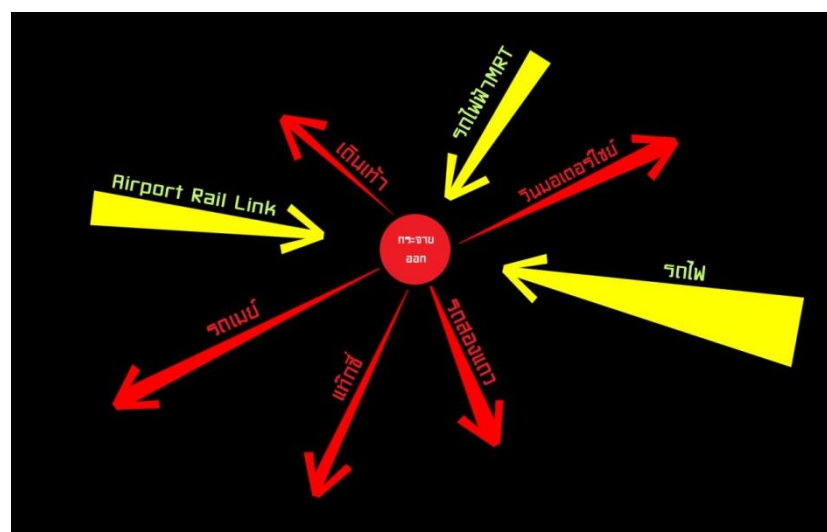 รถไฟฟ้าMRT
เดินเท้า
วินมอเตอร์ไซย์
Airport Rail Link
กระจาย
ออก
รถไฟ
รถเมย์
รถสองแถว
แท๊กซี่